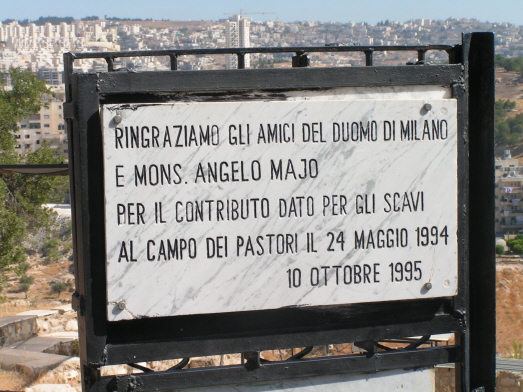 RINGRAZIAMO GLI AMICI DEL DUOMO DI MILANO
E MONS. ANGELO MAJO
PER IL CONTRIBUTO DATO PER GLI SCAVI
AL CAMPO DEI PASTORI IL 24 MAGGIO 1994
10 OTTOBRE 1995